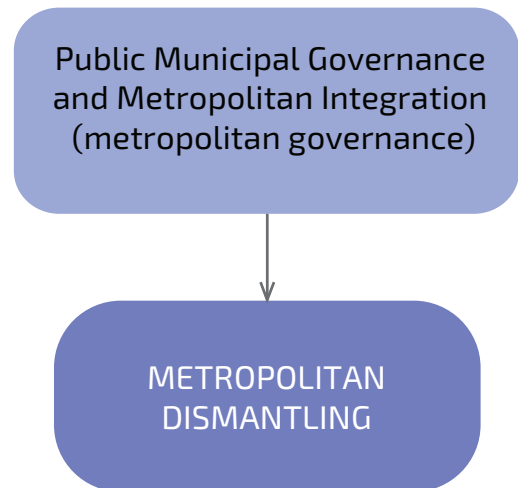 Public Municipal Governance
and Metropolitan Integration
(metropolitan governance)
METROPOLITAN
DISMANTLING